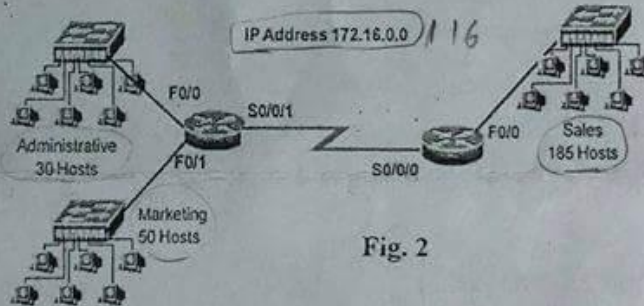 IP Address 172.16.0.0 / 16
F0/0
S0/0/1
Administrative
30 Hosts
F0/1
S0/0/0
F0/0
Sales
185 Hosts
Marketing
50 Hosts
Fig. 2